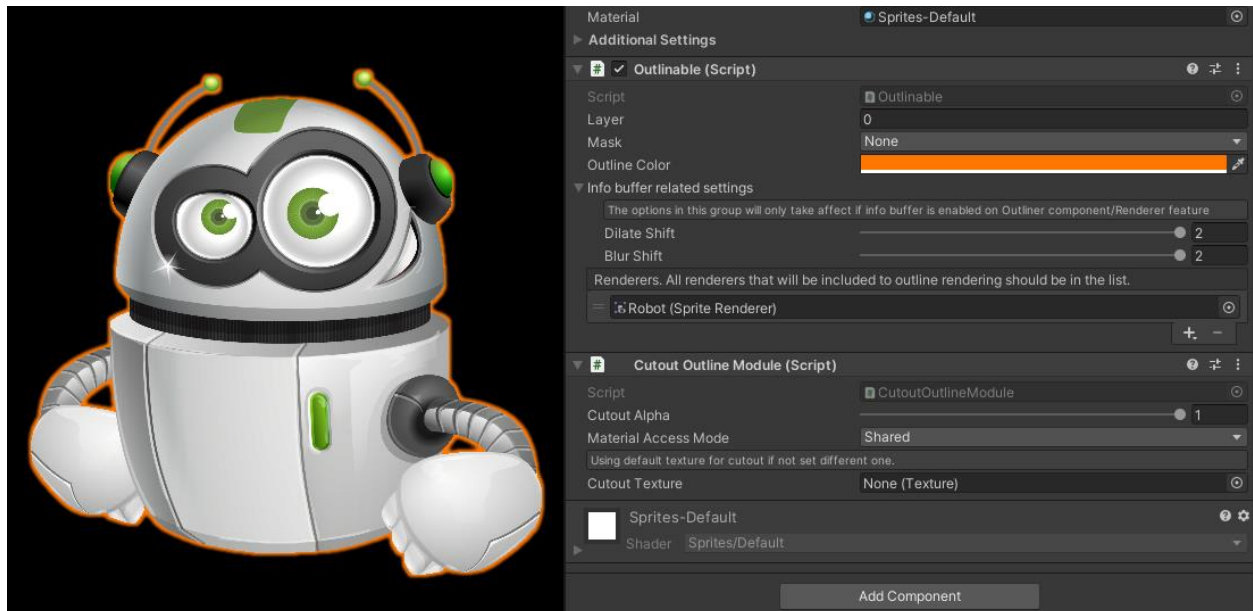 Material Sprites-Default
Additional Settings
# Outlinable (Script)
Script Outlinable
Layer 0
Mask None
Outline Color
Info buffer related settings
The options in this group will only take affect if info buffer is enabled on Outliner component/Renderer feature
Dilate Shift 2
Blur Shift 2
Renderers. All renderers that will be included to outline rendering should be in the list.
Robot (Sprite Renderer)
+ −
# Cutout Outline Module (Script)
Script CutoutOutlineModule
Cutout Alpha 1
Material Access Mode Shared
Using default texture for cutout if not set different one.
Cutout Texture None (Texture)
Sprites-Default
Shader Sprites/Default
Add Component